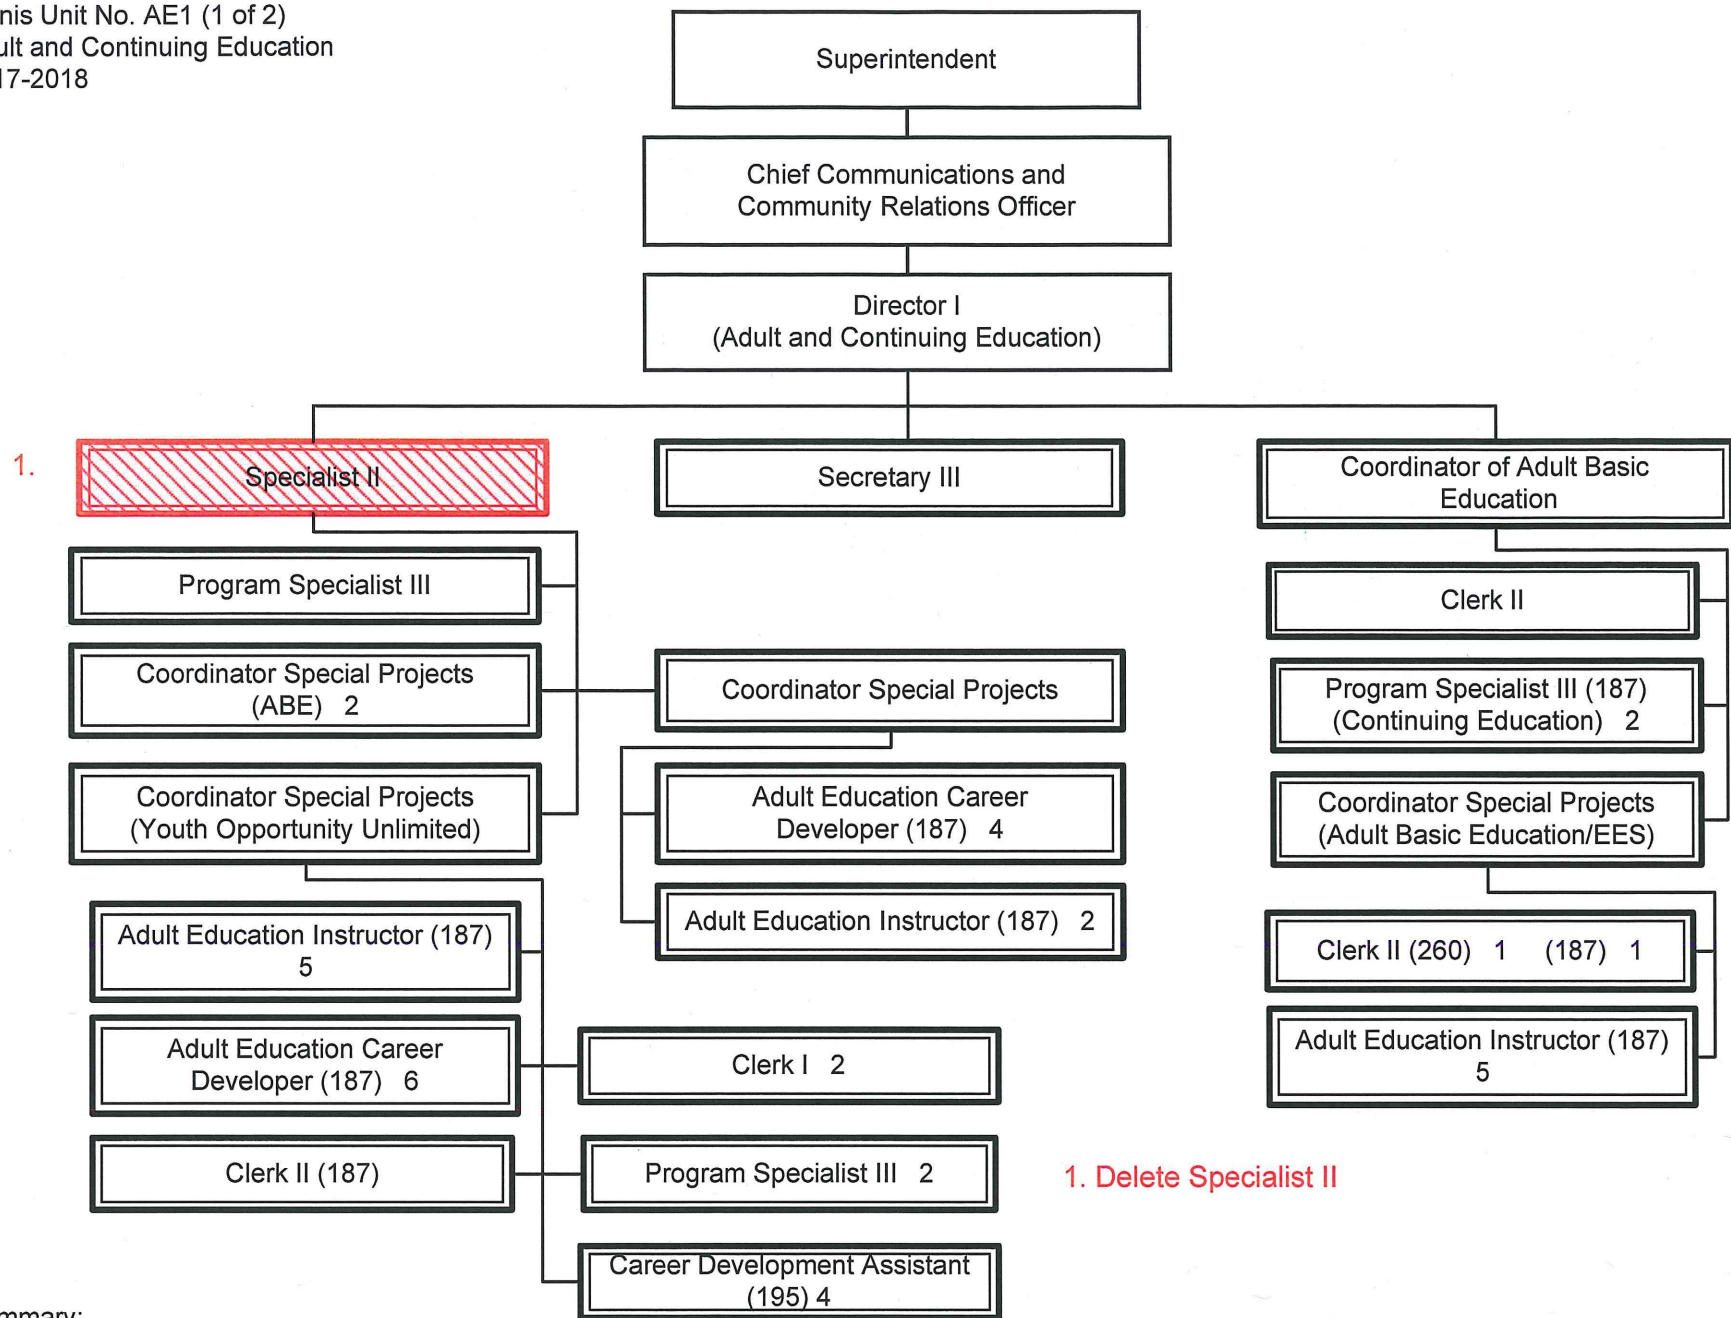 nis Unit No. AE1 (1 of 2)
ult and Continuing Education
17-2018
Superintendent
Chief Communications and
Community Relations Officer
Director I
(Adult and Continuing Education)
1.
Specialist II
Secretary III
Coordinator of Adult Basic
Education
Program Specialist III
Clerk II
Coordinator Special Projects
(ABE) 2
Coordinator Special Projects
Program Specialist III (187)
(Continuing Education) 2
Coordinator Special Projects
(Youth Opportunity Unlimited)
Adult Education Career
Developer (187) 4
Coordinator Special Projects
(Adult Basic Education/EES)
Adult Education Instructor (187)
5
Adult Education Instructor (187) 2
Clerk II (260) 1 (187) 1
Adult Education Career
Developer (187) 6
Clerk I 2
Adult Education Instructor (187)
5
Clerk II (187)
Program Specialist III 2
1. Delete Specialist II
Career Development Assistant
(195) 4
mmary: